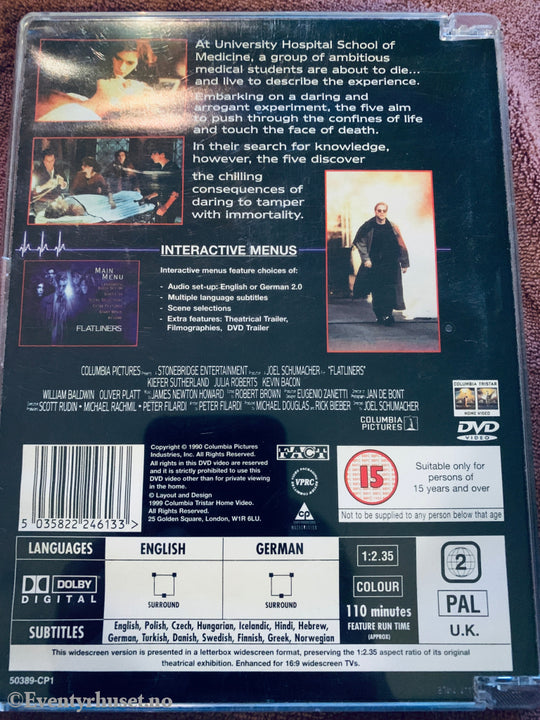 At University Hospital School of
Medicine, a group of ambitious
medical students are about to die...
and live to describe the experience.
Embarking on a daring and
arrogant experiment, the five aim
to push through the confines of life
and touch the face of death.
In their search for knowledge,
however, the five discover
the chilling
consequences of
daring to tamper
with immortality.
INTERACTIVE MENUS
Interactive menus feature choices of:
- Audio set-up: English or German 2.0
- Multiple language subtitles
- Scene selections
- Extra features: Theatrical Trailer,
Filmographies, DVD Trailer
MAIN
MENU
FLATLINERS
COLUMBIA PICTURES STONEBRIDGE ENTERTAINMENT JOEL SCHUMACHER "FLATLINERS"
KIEFER SUTHERLAND JULIA ROBERTS KEVIN BACON
WILLIAM BALDWIN OLIVER PLATT JAMES NEWTON HOWARD ROBERT BROWN EUGENIO ZANETTI JAN DE BONT
SCOTT RUDIN • MICHAEL RACHMIL • PETER FILARDI PETER FILARDI MICHAEL DOUGLAS RICK BIEBER JOEL SCHUMACHER
COLUMBIA
PICTURES
COLUMBIA TRISTAR
HOME VIDEO
DVD
VIDEO
Copyright © 1990 Columbia Pictures
Industries, Inc. All Rights Reserved.
All rights in this DVD video are reserved
and it is strictly prohibited to use this
DVD video other than for private viewing
in the home.
© Layout and Design
1999 Columbia Tristar Home Video.
All Rights Reserved.
25 Golden Square, London, W1R 6LU.
5 035822 246133 >
FACT
VPRC
15
Suitable only for
persons of
15 years and over
Not to be supplied to any person below that age
LANGUAGES ENGLISH GERMAN
DOLBY
DIGITAL
SURROUND SURROUND
SUBTITLES
English, Polish, Czech, Hungarian, Icelandic, Hindi, Hebrew,
German, Turkish, Danish, Swedish, Finnish, Greek, Norwegian
1:2.35
COLOUR
110 minutes
FEATURE RUN TIME
(APPROX)
2
PAL
U.K.
This widescreen version is presented in a letterbox widescreen format, preserving the 1:2.35 aspect ratio of its original
theatrical exhibition. Enhanced for 16:9 widescreen TVs.
50389-CP1
© Eventyrhuset.no